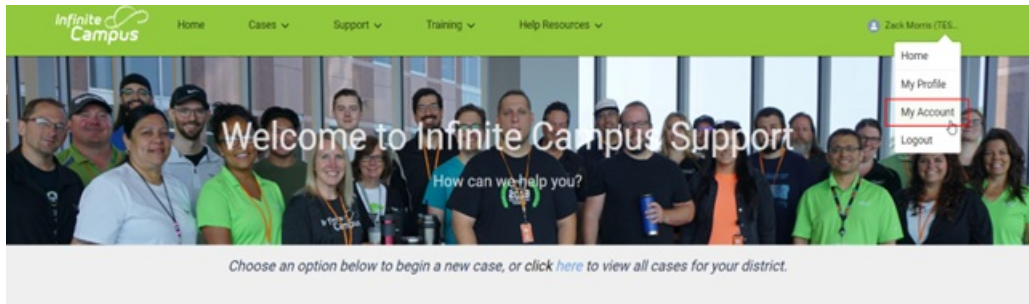 Infinite Campus
Home Cases Support Training Help Resources Zack Morris (TES...
Home
My Profile
My Account
Logout
Welcome to Infinite Campus Support
How can we help you?
Choose an option below to begin a new case, or click here to view all cases for your district.